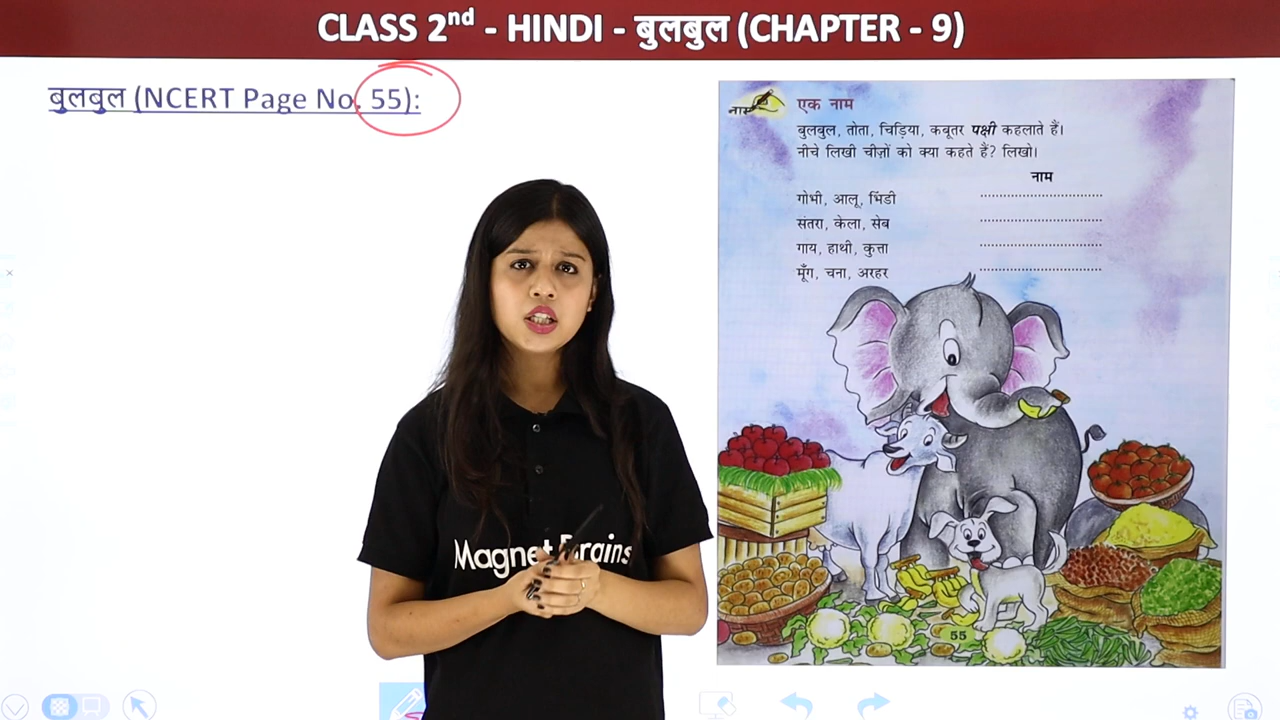 CLASS 2nd - HINDI - बुलबुल (CHAPTER - 9)
बुलबुल (NCERT Page No. 55):
नाम
एक नाम
बुलबुल, तोता, चिड़िया, कबूतर पक्षी कहलाते हैं।
नीचे लिखी चीज़ों को क्या कहते हैं? लिखो।
नाम
गोभी, आलू, भिंडी ..............................
संतरा, केला, सेब ..............................
गाय, हाथी, कुत्ता ..............................
मूँग, चना, अरहर ..............................
Magnet Brains
55